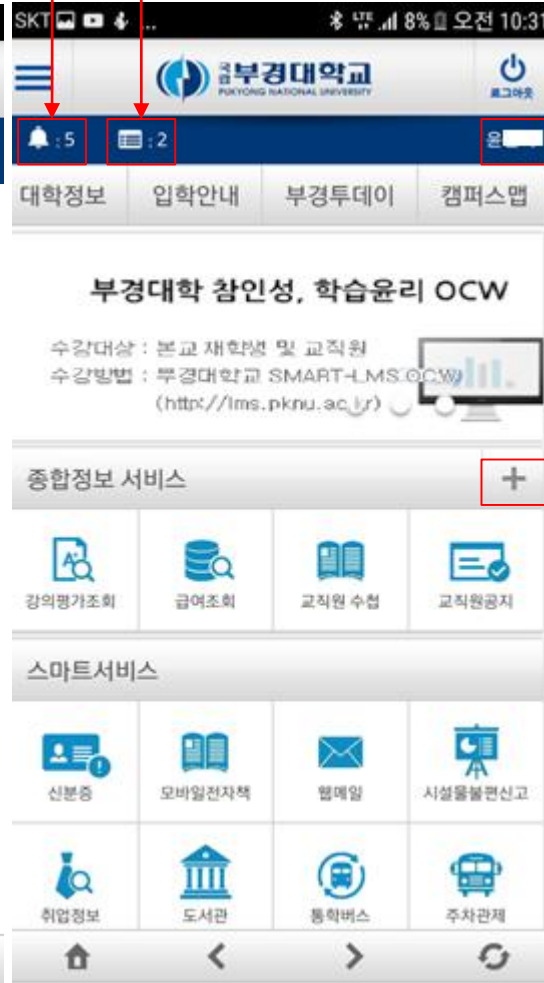 SKT ... LTE 8% 오전 10:31
국립 부경대학교
PUKYONG NATIONAL UNIVERSITY
로그아웃
: 5 : 2 윤
대학정보 입학안내 부경투데이 캠퍼스맵
부경대학 참인성, 학습윤리 OCW
수강대상 : 본교 재학생 및 교직원
수강방법 : 부경대학교 SMART-LMS OCW
(http://lms.pknu.ac.kr)
종합정보 서비스 +
강의평가조회 급여조회 교직원 수첩 교직원공지
스마트서비스
신분증 모바일전자책 웹메일 시설물불편신고
취업정보 도서관 통학버스 주차관제